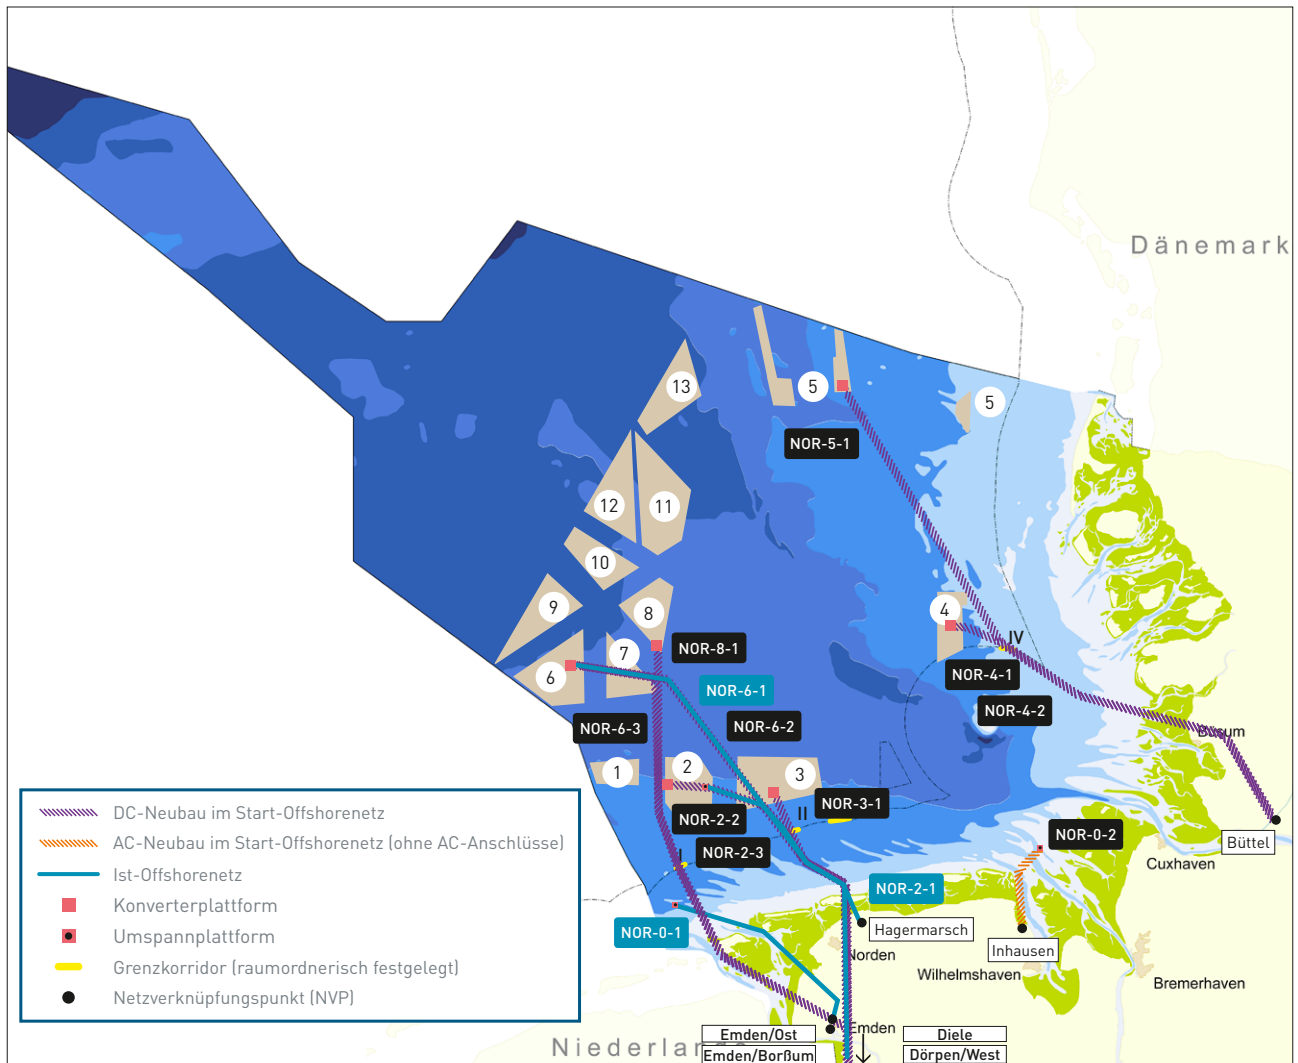 Dänemark
13
5
5
NOR-5-1
12
11
10
9
8
4
IV
7
NOR-8-1
6
NOR-4-1
NOR-6-1
NOR-4-2
NOR-6-3
NOR-6-2
Büsum
1
2
3
NOR-3-1
II
NOR-2-2
NOR-0-2
Büttel
NOR-2-3
I
Cuxhaven
NOR-2-1
NOR-0-1
Hagermarsch
Inhausen
Norden
Wilhelmshaven
Bremerhaven
Emden
Niederlande
Emden/Ost
Diele
Emden/Borßum
Dörpen/West
DC-Neubau im Start-Offshorenetz
AC-Neubau im Start-Offshorenetz (ohne AC-Anschlüsse)
Ist-Offshorenetz
Konverterplattform
Umspannplattform
Grenzkorridor (raumordnerisch festgelegt)
Netzverknüpfungspunkt (NVP)